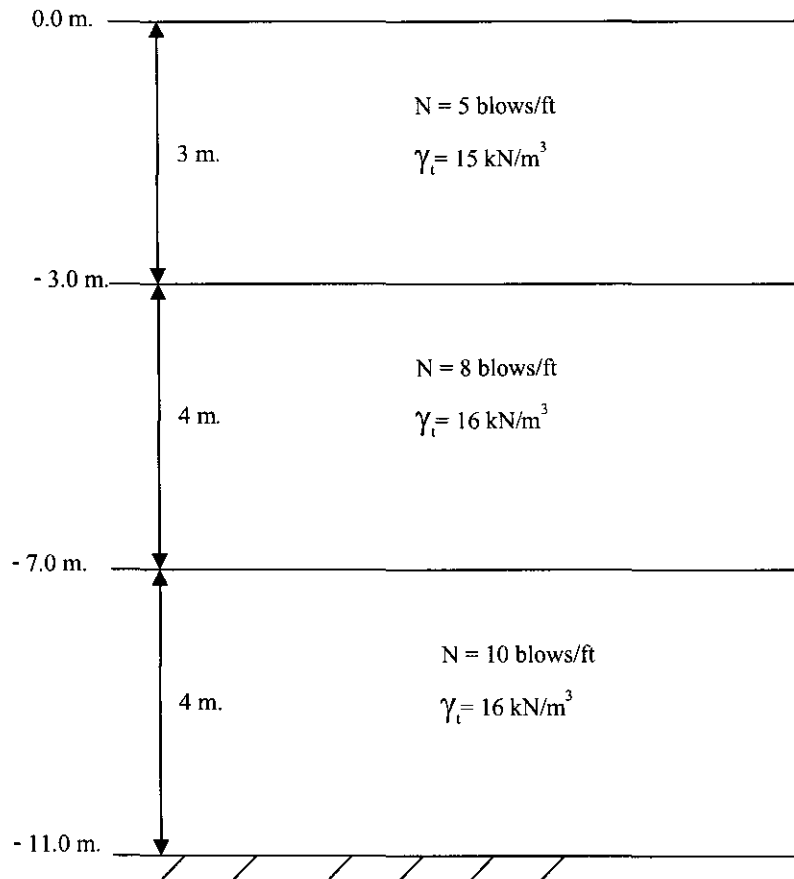 0.0 m.
N = 5 blows/ft
3 m.
γt= 15 kN/m³
- 3.0 m.
N = 8 blows/ft
4 m.
γt= 16 kN/m³
- 7.0 m.
N = 10 blows/ft
4 m.
γt= 16 kN/m³
- 11.0 m.